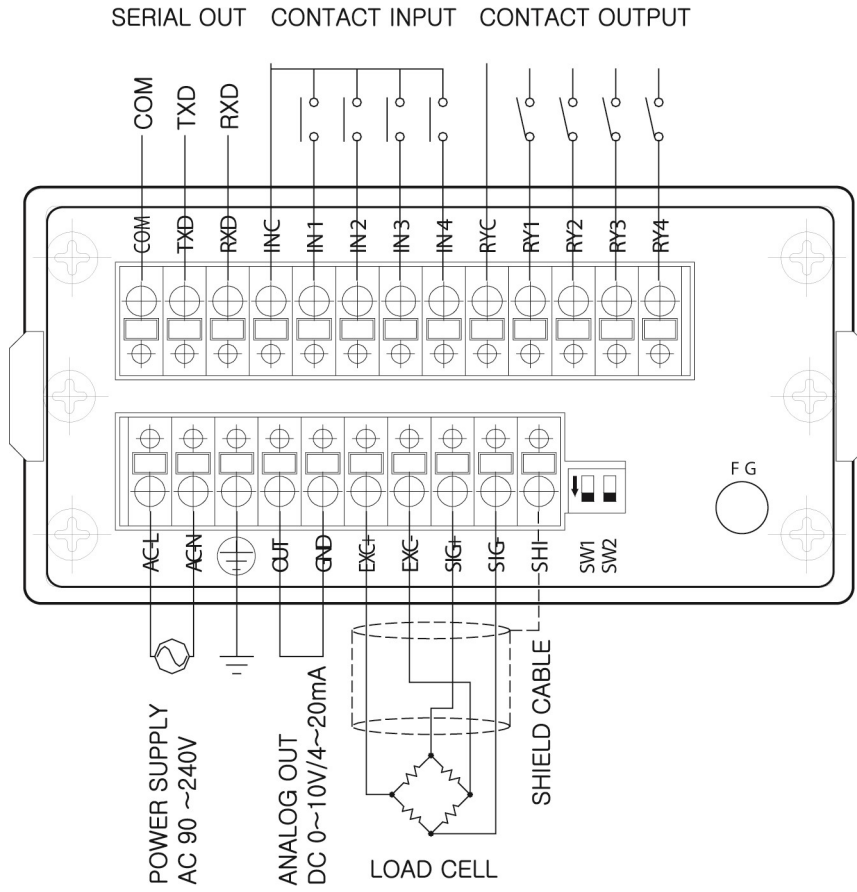 SERIAL OUT CONTACT INPUT CONTACT OUTPUT
COM TXD RXD
COM TXD RXD INC IN1 IN2 IN3 IN4 RYC RY1 RY2 RY3 RY4
F G
AC-L AC-N OUT GND EXC+ EXC- SIG+ SIG- SHI- SW1 SW2
POWER SUPPLY
AC 90 ~240V
ANALOG OUT
DC 0~10V/4~20mA
LOAD CELL
SHIELD CABLE